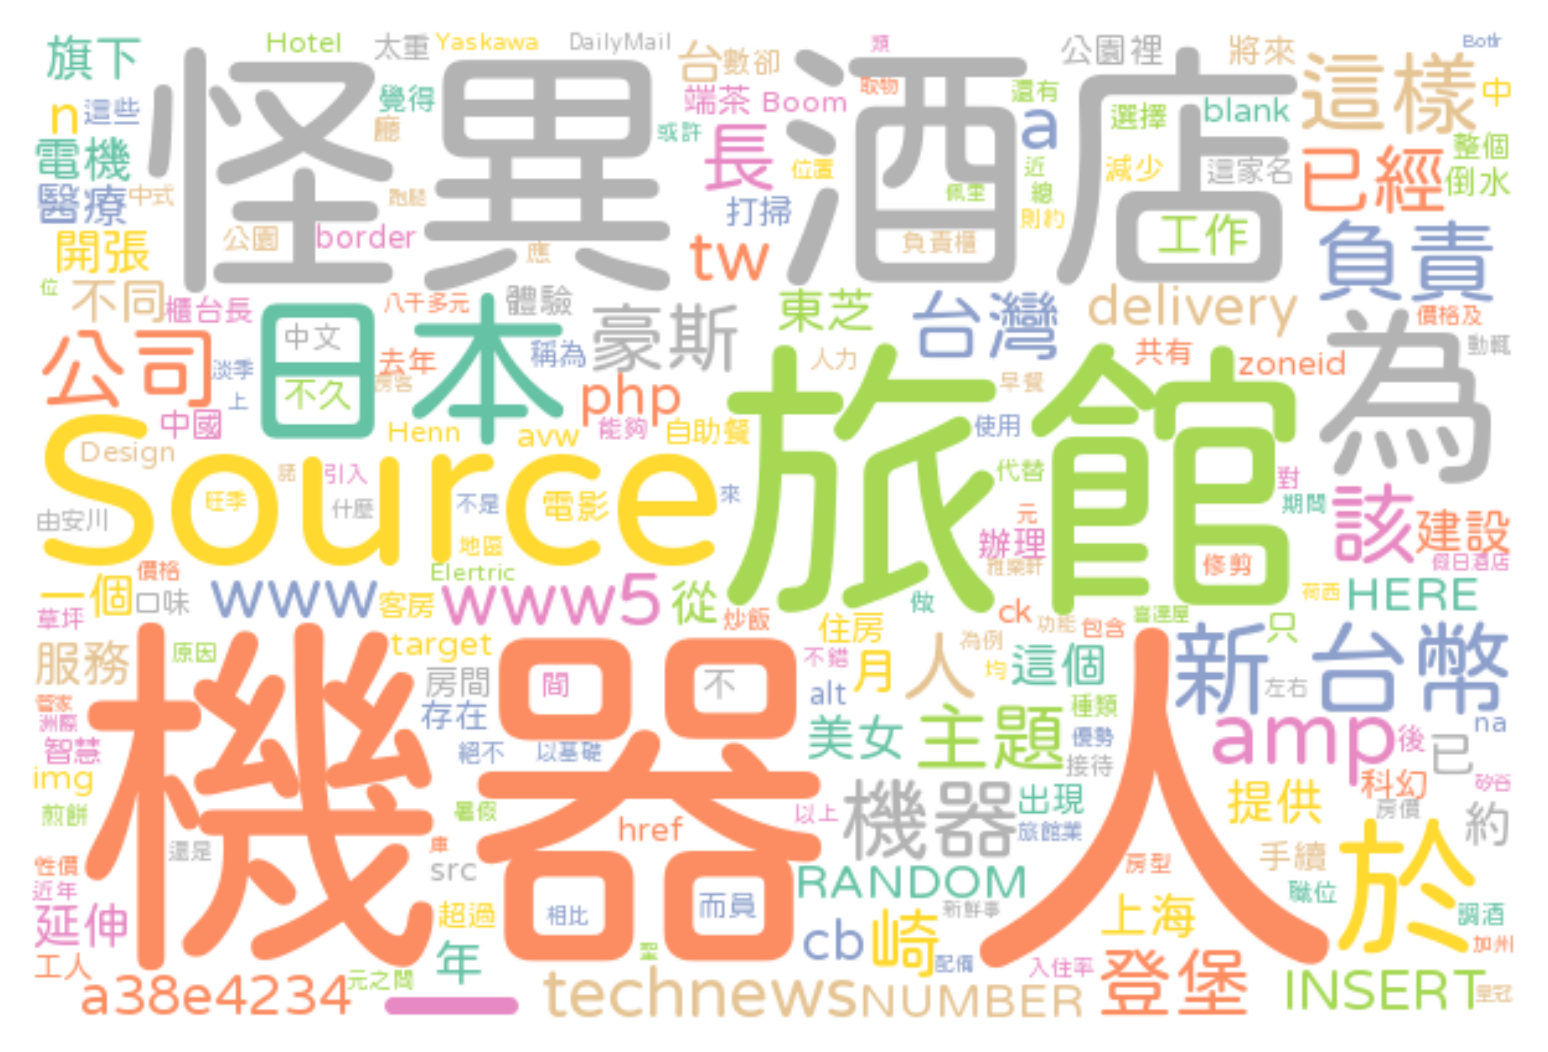 旗下 Hotel 太重 Yaskawa DailyMail 台 數卻 類 公園裡 將來 Botlr
怪異 酒店 這樣 中
n 這些 覺得 端茶 Boom 取物 還有 選擇 blank
電機 廳 或許 長 位置 a 近 減少 這家名 已經 整個
醫療 中式 跑腿 打掃 佩里 總 倒水
開張 公園 border 應 tw 負責櫃 則約 工作 負責
位 不同 櫃台長 八千多元 體驗 豪斯 東芝 台灣 delivery 價格及
公司 日本 中文 去年 稱為 人力 共有 zoneid 為 動輒
淡季 不久 房客 php 早餐
上 中國 Henn avw 能夠 自助餐 旅館 使用
Design Source 諾 引入 代替 對
由安川 旺季 什麼 不是 電影 來 元 期間 該 建設
地區 辦理 修剪 假日酒店
一個 價格 口味 www Elertric 客房 www5 從 雅樂軒 荷西 HERE
草坪 炒飯 做 ck 功能 包含 喜達屋
服務 原因 target 住房 為例 新台幣 只
機器人 房間 間 不 不錯 月 人 均 這個 左右
管家 存在 alt 種類
洲際 智慧 絕不 以基礎 美女 主題 優勢 amp 後 已 na
img 接待 科幻 矽谷
煎餅 暑假 href 以上 機器 出現 提供 房價 約
還是 庫 旅館業 於
性價 src RANDOM 房型 手續
近年 延伸 超過 相比 而員 新鮮事 職位 調酒
工人 年 聖 cb 崎 配備 入住率 上海 加州
a38e4234 元之間 一 technews NUMBER 登堡 INSERT 皇冠